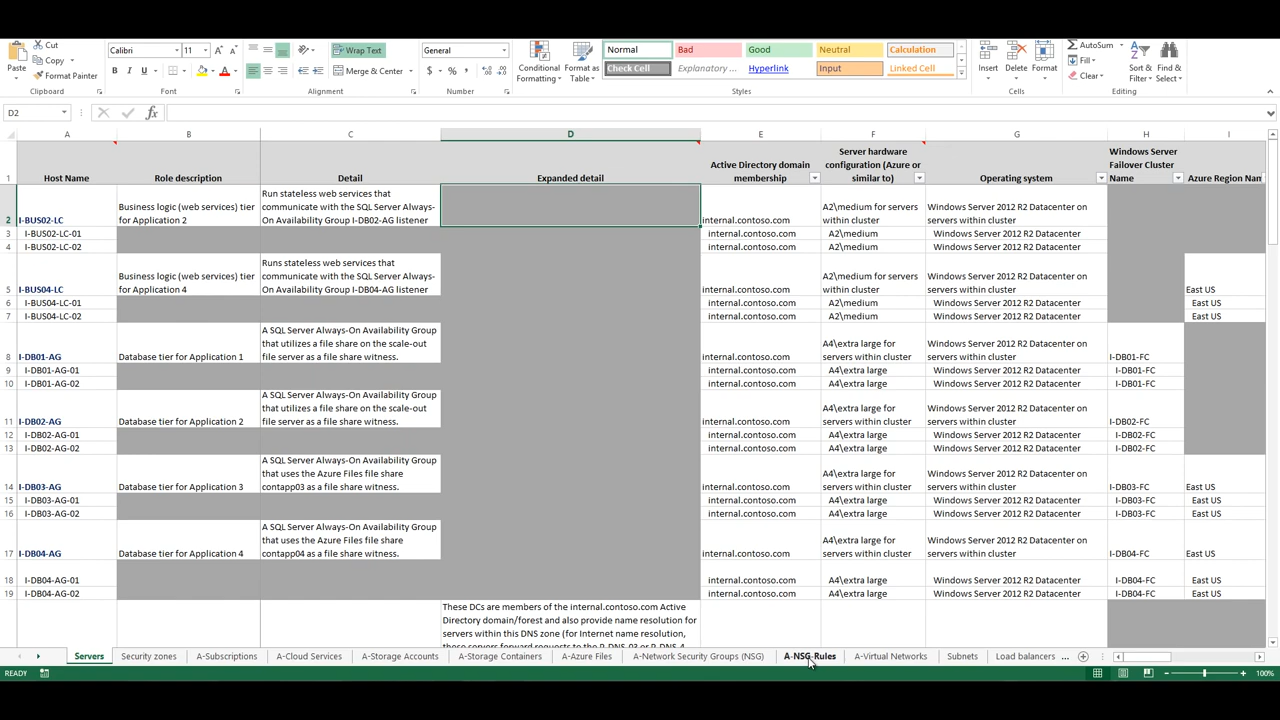 Cut
Copy
Format Painter
Paste
Clipboard
Calibri
11
Font
Wrap Text
Merge & Center
Alignment
General
$ % ,
Number
Conditional
Formatting
Format as
Table
Normal
Bad
Good
Neutral
Calculation
Check Cell
Explanatory ...
Hyperlink
Input
Linked Cell
Styles
Insert
Delete
Format
Cells
AutoSum
Fill
Clear
Sort &
Filter
Find &
Select
Editing
D2
A B C D E F G H I
1
Host Name
Role description
Detail
Expanded detail
Active Directory domain
membership
Server hardware
configuration (Azure or
similar to)
Operating system
Windows Server
Failover Cluster
Name
Azure Region Nam
2
I-BUS02-LC
Business logic (web services) tier
for Application 2
Run stateless web services that
communicate with the SQL Server Always-
On Availability Group I-DB02-AG listener
internal.contoso.com
A2\medium for servers
within cluster
Windows Server 2012 R2 Datacenter on
servers within cluster
3 I-BUS02-LC-01 internal.contoso.com A2\medium Windows Server 2012 R2 Datacenter
4 I-BUS02-LC-02 internal.contoso.com A2\medium Windows Server 2012 R2 Datacenter
5
I-BUS04-LC
Business logic (web services) tier
for Application 4
Runs stateless web services that
communicate with the SQL Server Always-
On Availability Group I-DB04-AG listener
internal.contoso.com
A2\medium for servers
within cluster
Windows Server 2012 R2 Datacenter on
servers within cluster
East US
6 I-BUS04-LC-01 internal.contoso.com A2\medium Windows Server 2012 R2 Datacenter East US
7 I-BUS04-LC-02 internal.contoso.com A2\medium Windows Server 2012 R2 Datacenter East US
8
I-DB01-AG
Database tier for Application 1
A SQL Server Always-On Availability Group
that utilizes a file share on the scale-out
file server as a file share witness.
internal.contoso.com
A4\extra large for
servers within cluster
Windows Server 2012 R2 Datacenter on
servers within cluster
I-DB01-FC
9 I-DB01-AG-01 internal.contoso.com A4\extra large Windows Server 2012 R2 Datacenter I-DB01-FC
10 I-DB01-AG-02 internal.contoso.com A4\extra large Windows Server 2012 R2 Datacenter I-DB01-FC
11
I-DB02-AG
Database tier for Application 2
A SQL Server Always-On Availability Group
that utilizes a file share on the scale-out
file server as a file share witness.
internal.contoso.com
A4\extra large for
servers within cluster
Windows Server 2012 R2 Datacenter on
servers within cluster
I-DB02-FC
12 I-DB02-AG-01 internal.contoso.com A4\extra large Windows Server 2012 R2 Datacenter I-DB02-FC
13 I-DB02-AG-02 internal.contoso.com A4\extra large Windows Server 2012 R2 Datacenter I-DB02-FC
14
I-DB03-AG
Database tier for Application 3
A SQL Server Always-On Availability Group
that uses the Azure Files file share
contapp03 as a file share witness.
internal.contoso.com
A4\extra large for
servers within cluster
Windows Server 2012 R2 Datacenter on
servers within cluster
I-DB03-FC
East US
15 I-DB03-AG-01 internal.contoso.com A4\extra large Windows Server 2012 R2 Datacenter I-DB03-FC East US
16 I-DB03-AG-02 internal.contoso.com A4\extra large Windows Server 2012 R2 Datacenter I-DB03-FC East US
17
I-DB04-AG
Database tier for Application 4
A SQL Server Always-On Availability Group
that uses the Azure Files file share
contapp04 as a file share witness.
internal.contoso.com
A4\extra large for
servers within cluster
Windows Server 2012 R2 Datacenter on
servers within cluster
I-DB04-FC
East US
18 I-DB04-AG-01 internal.contoso.com A4\extra large Windows Server 2012 R2 Datacenter I-DB04-FC East US
19 I-DB04-AG-02 internal.contoso.com A4\extra large Windows Server 2012 R2 Datacenter I-DB04-FC East US
These DCs are members of the internal.contoso.com Active
Directory domain/forest and also provide name resolution for
servers within this DNS zone (for Internet name resolution,
Servers Security zones A-Subscriptions A-Cloud Services A-Storage Accounts A-Storage Containers A-Azure Files A-Network Security Groups (NSG) A-NSG-Rules A-Virtual Networks Subnets Load balancers ...
READY
100%